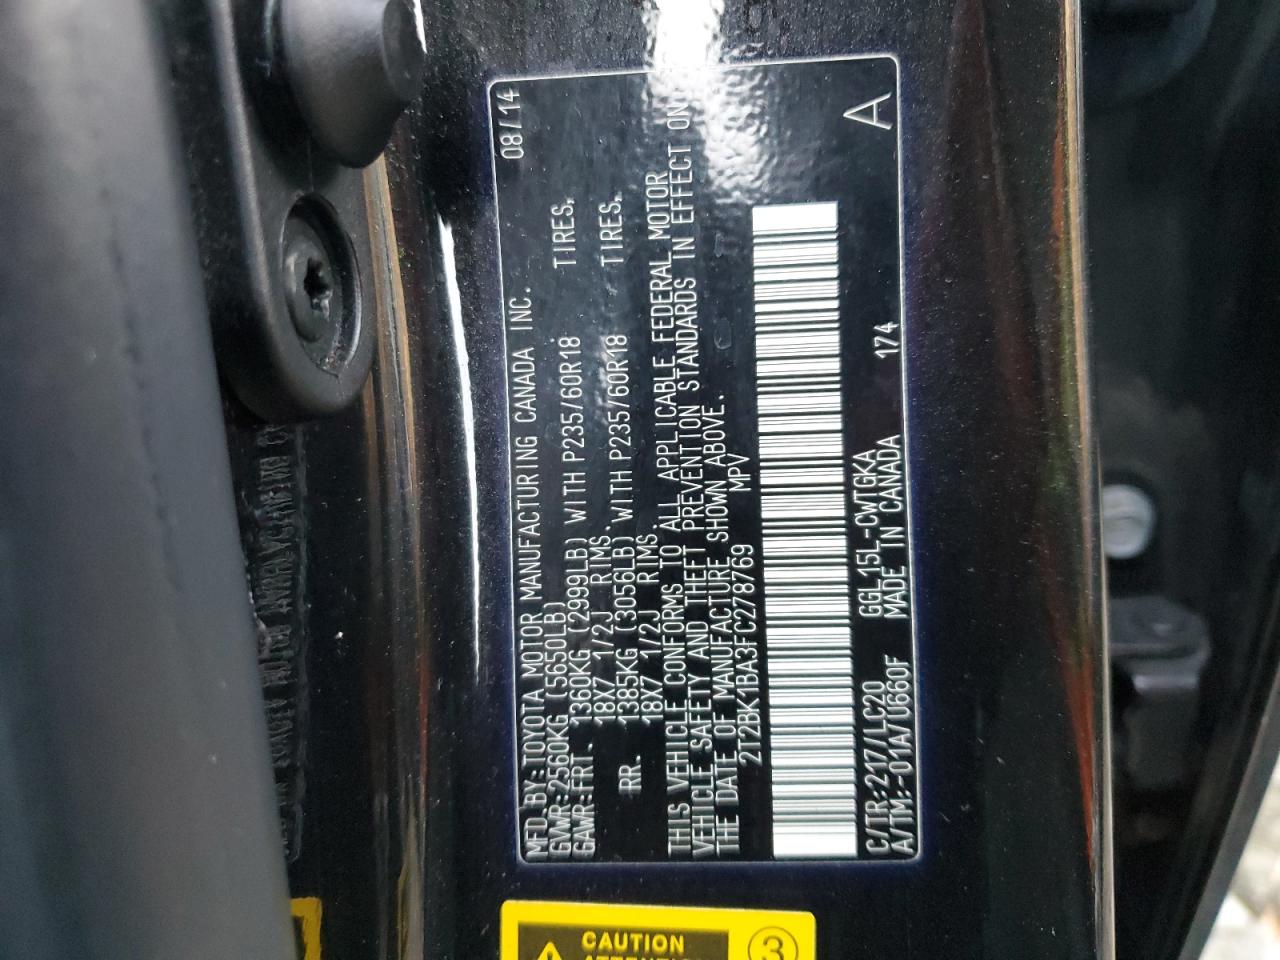 MFD. BY: TOYOTA MOTOR MANUFACTURING CANADA INC. 08/14
GVWR: 2560KG (5650LB)
GAWR: FRT. 1360KG (2999LB) WITH P235/60R18 TIRES,
18X7 1/2J RIMS.
RR. 1385KG (3056LB) WITH P235/60R18 TIRES,
18X7 1/2J RIMS.
THIS VEHICLE CONFORMS TO ALL APPLICABLE FEDERAL MOTOR
VEHICLE SAFETY AND THEFT PREVENTION STANDARDS IN EFFECT ON
THE DATE OF MANUFACTURE SHOWN ABOVE.
2T2BK1BA3FC278769 MPV
C/TR: 217/LC20 GGL15L-CWTGKA 174 A
A/TM: -01A/U660F MADE IN CANADA
CAUTION 3